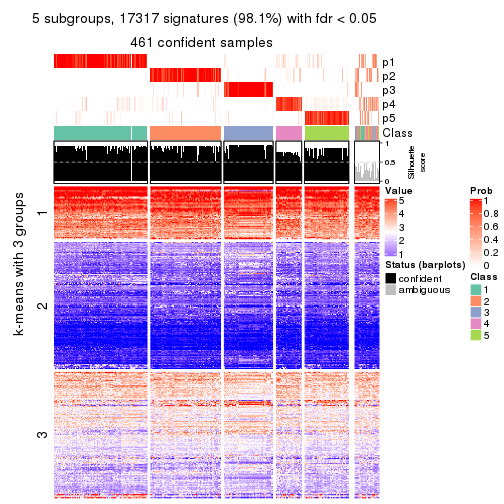 5 subgroups, 17317 signatures (98.1%) with fdr < 0.05
461 confident samples
p1
p2
p3
p4
p5
Class
1
0.5
0
Silhouette
score
k-means with 3 groups
1
2
3
Value
5
4
3
2
1
Status (barplots)
confident
ambiguous
Prob
1
0.8
0.6
0.4
0.2
0
Class
1
2
3
4
5